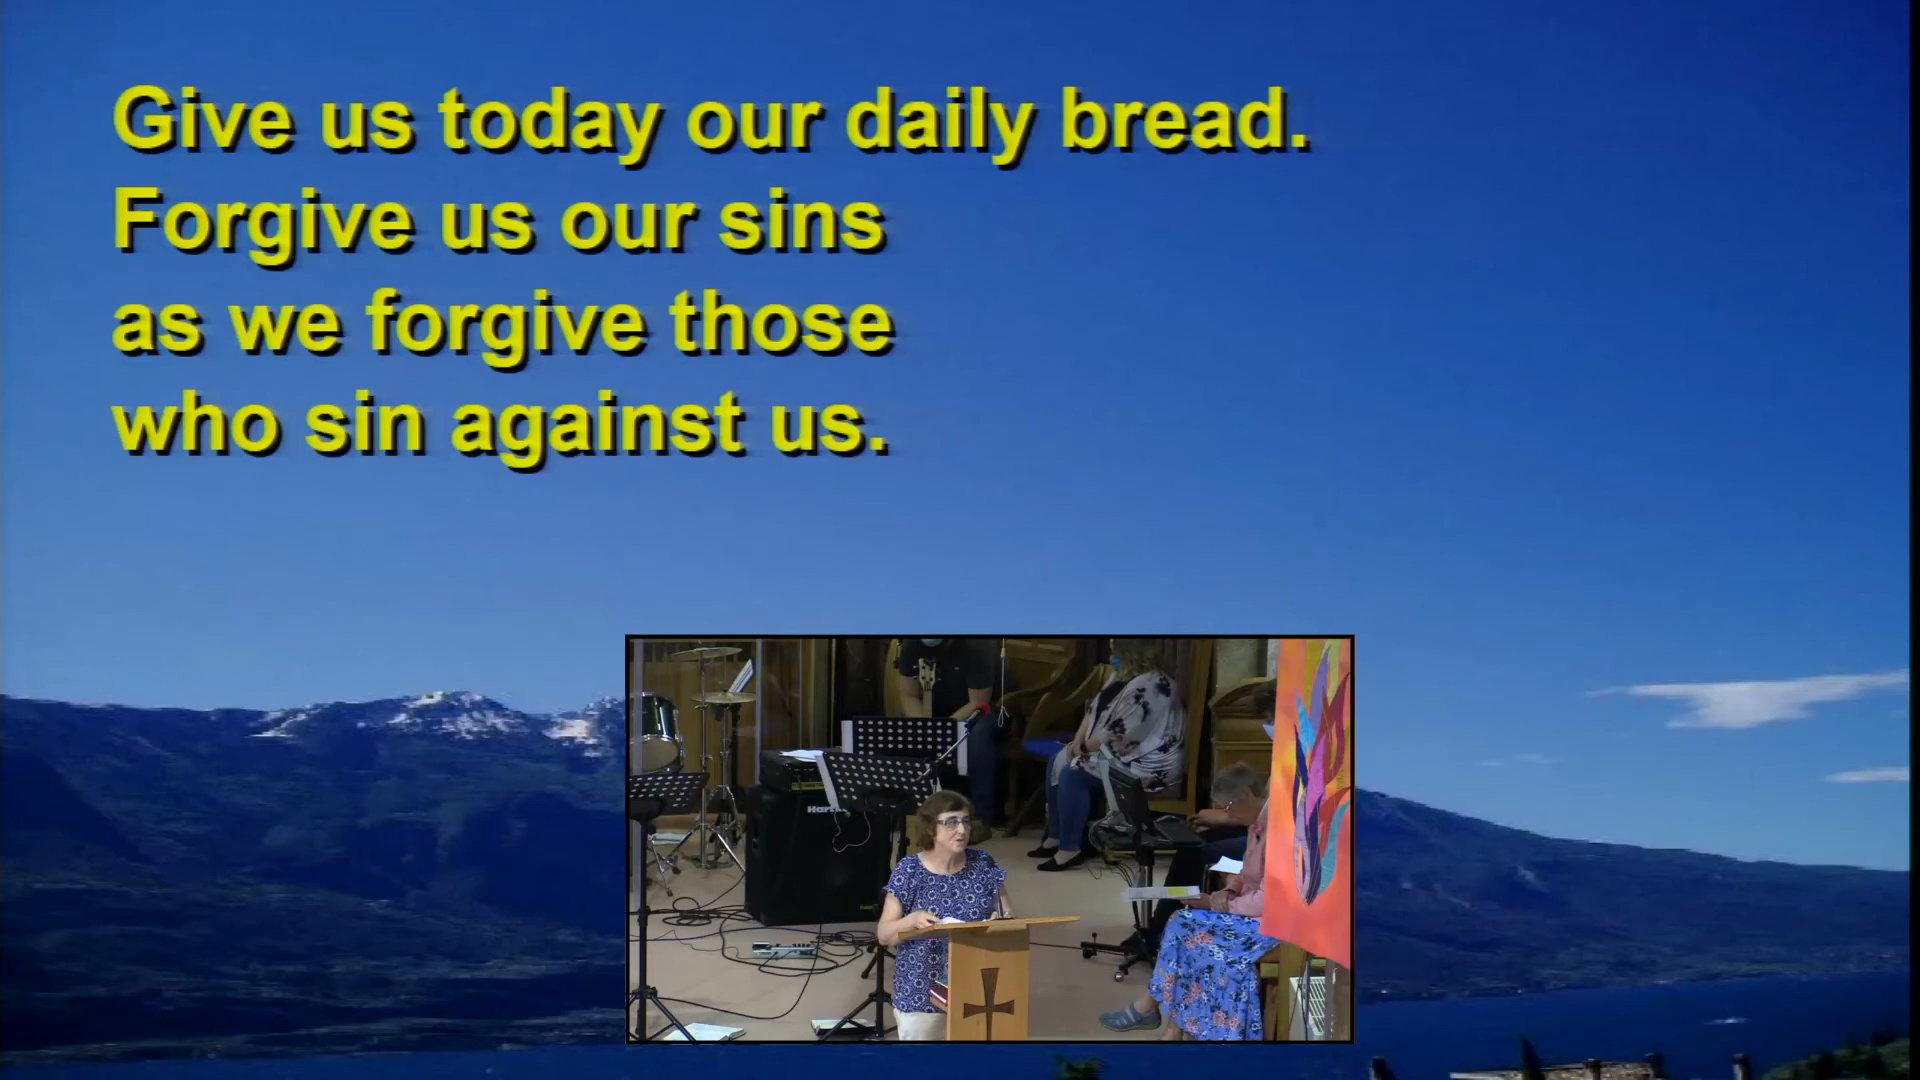 Give us today our daily bread.
Forgive us our sins
as we forgive those
who sin against us.